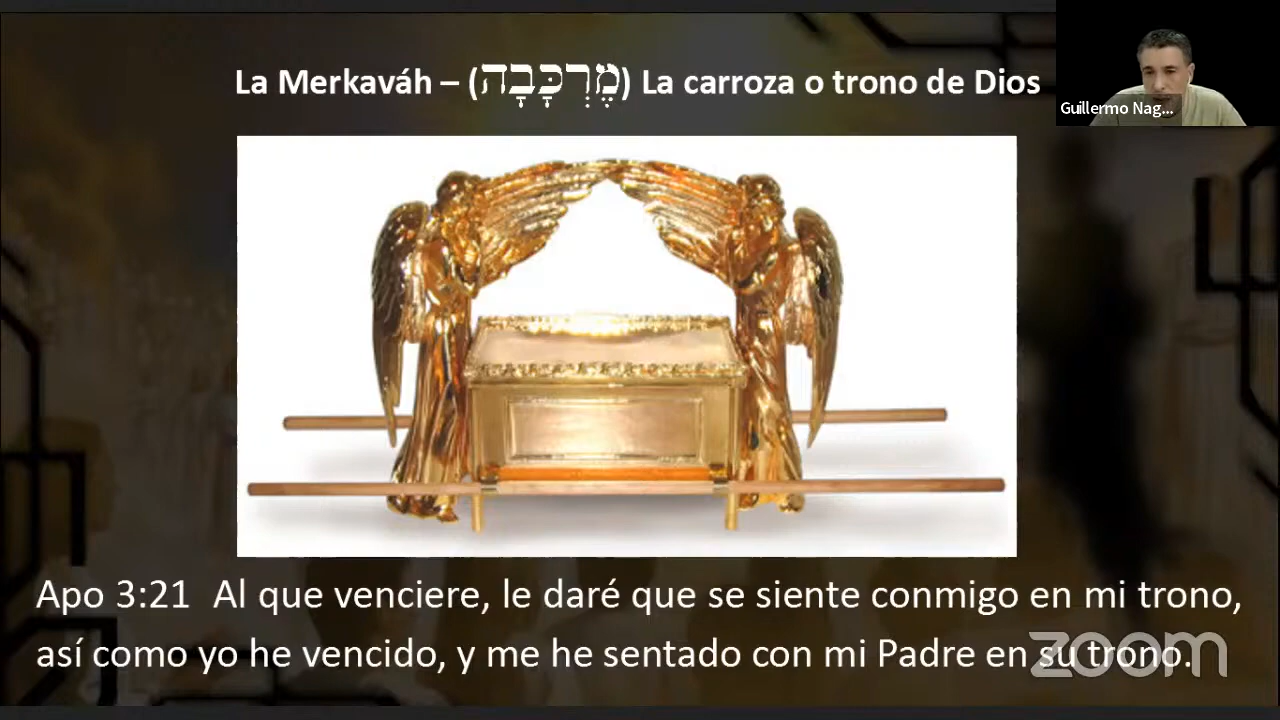 La Merkaváh – (מֶרְכָּבָה) La carroza o trono de Dios
Guillermo Nag...
Apo 3:21 Al que venciere, le daré que se siente conmigo en mi trono,
así como yo he vencido, y me he sentado con mi Padre en su trono.
zoom